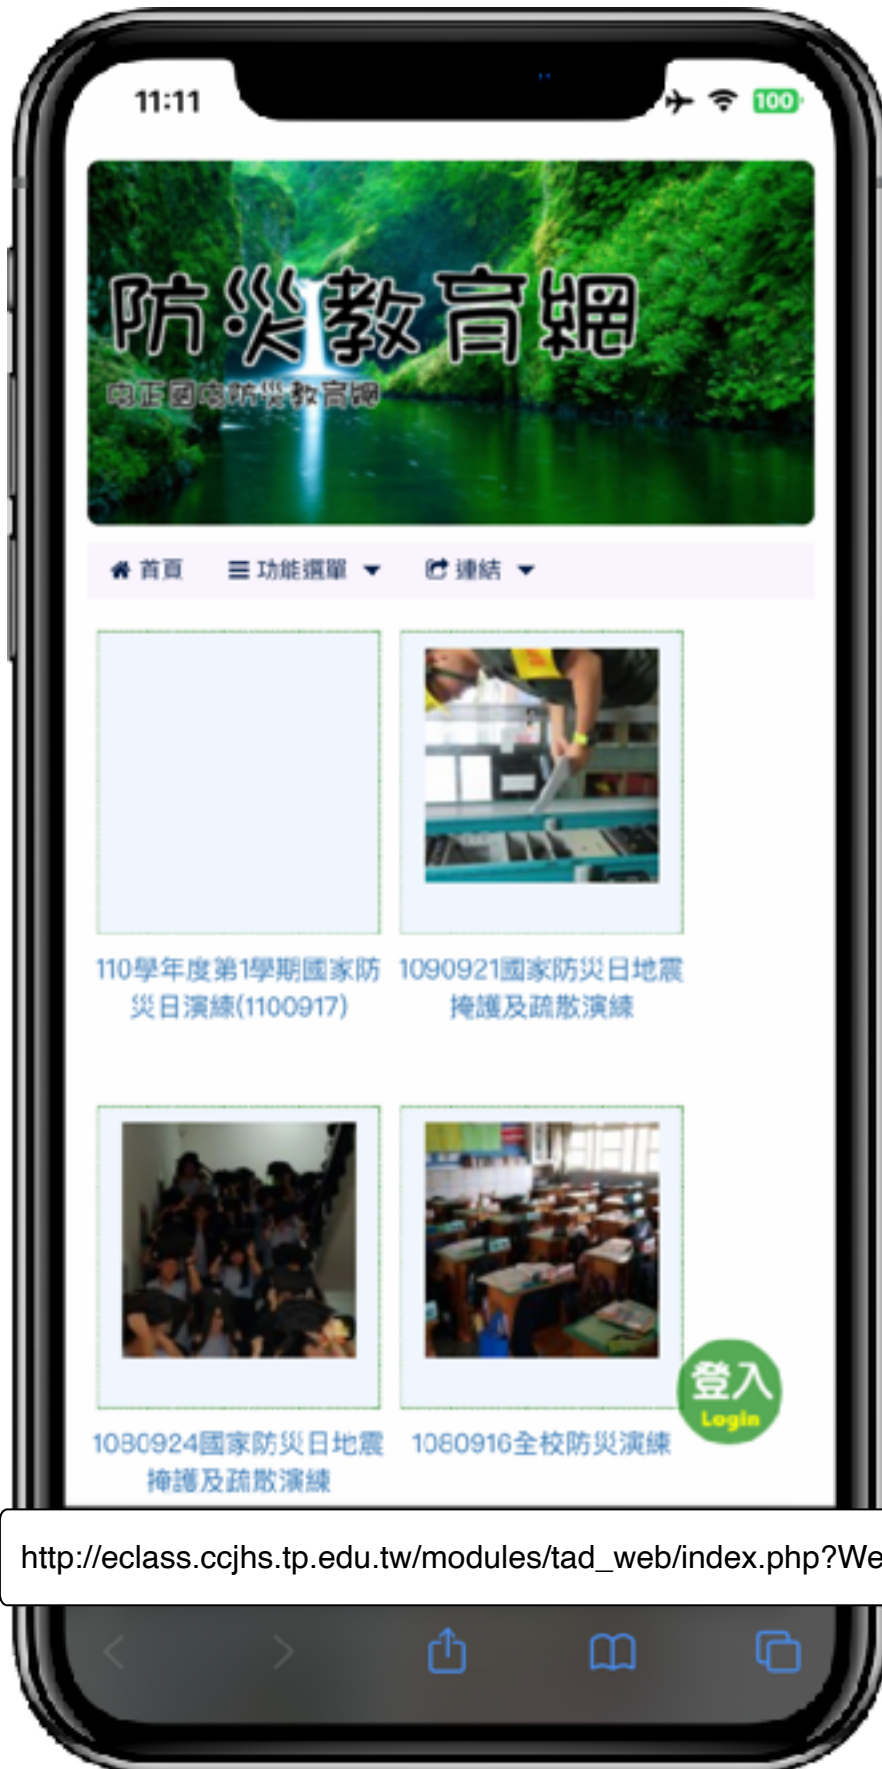 11:11
100
防災教育網
中正國中防災教育網
首頁 功能選單 連結
110學年度第1學期國家防
災日演練(1100917)
1090921國家防災日地震
掩護及疏散演練
1080924國家防災日地震
掩護及疏散演練
1080916全校防災演練
登入
Login
http://eclass.ccjhs.tp.edu.tw/modules/tad_web/index.php?We